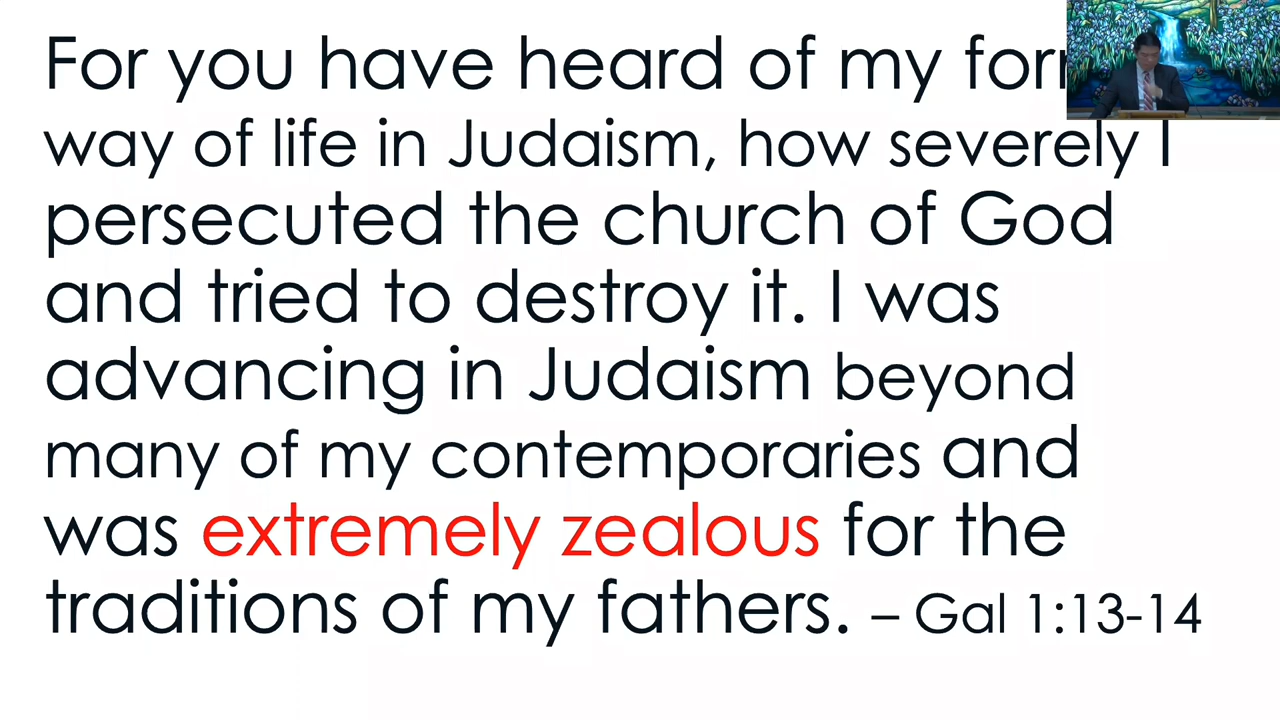 For you have heard of my
way of life in Judaism, how severely I
persecuted the church of God
and tried to destroy it. I was
advancing in Judaism beyond
many of my contemporaries and
was extremely zealous for the
traditions of my fathers. – Gal 1:13-14